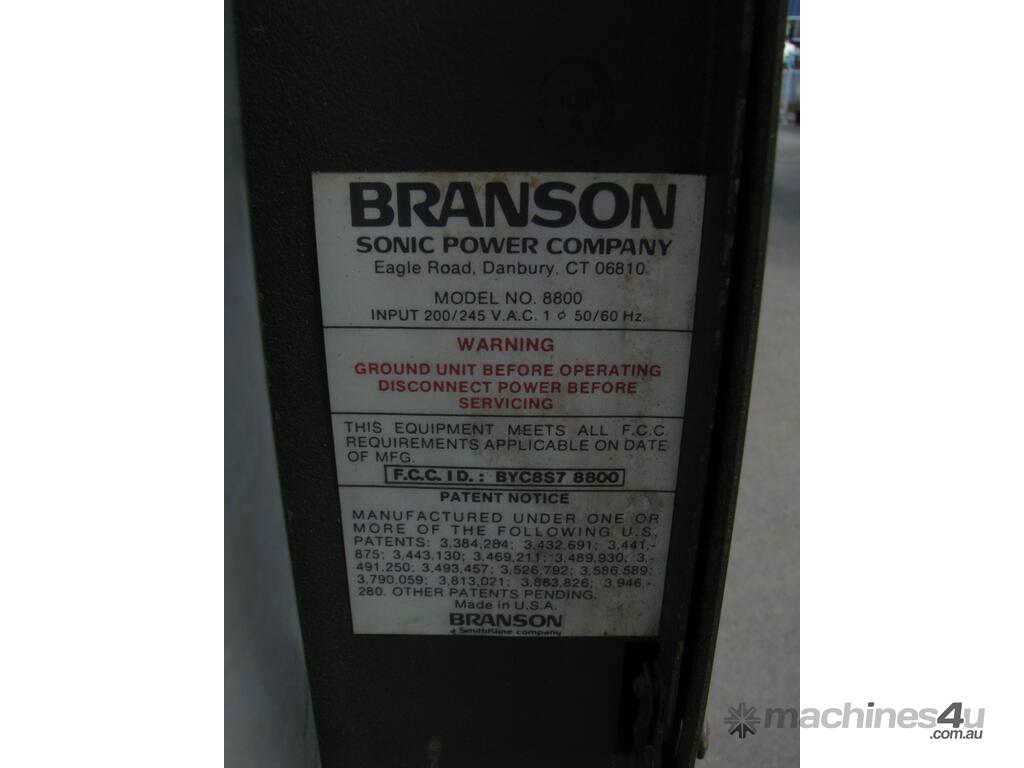 BRANSON
SONIC POWER COMPANY
Eagle Road, Danbury, CT 06810
MODEL NO. 8800
INPUT 200/245 V.A.C. 1 ϕ 50/60 Hz.
WARNING
GROUND UNIT BEFORE OPERATING
DISCONNECT POWER BEFORE
SERVICING
THIS EQUIPMENT MEETS ALL F.C.C.
REQUIREMENTS APPLICABLE ON DATE
OF MFG.
F.C.C. ID.: BYC8S7 8800
PATENT NOTICE
MANUFACTURED UNDER ONE OR
MORE OF THE FOLLOWING U.S.
PATENTS: 3,384,284; 3,432,691; 3,441,-
875; 3,443,130; 3,469,211; 3,489,930; 3,-
491,250; 3,493,457; 3,526,792; 3,586,589;
3,790,059; 3,813,021; 3,863,826; 3,946,-
280. OTHER PATENTS PENDING.
Made in U.S.A.
BRANSON
a SmithKline company
machines4u
.com.au